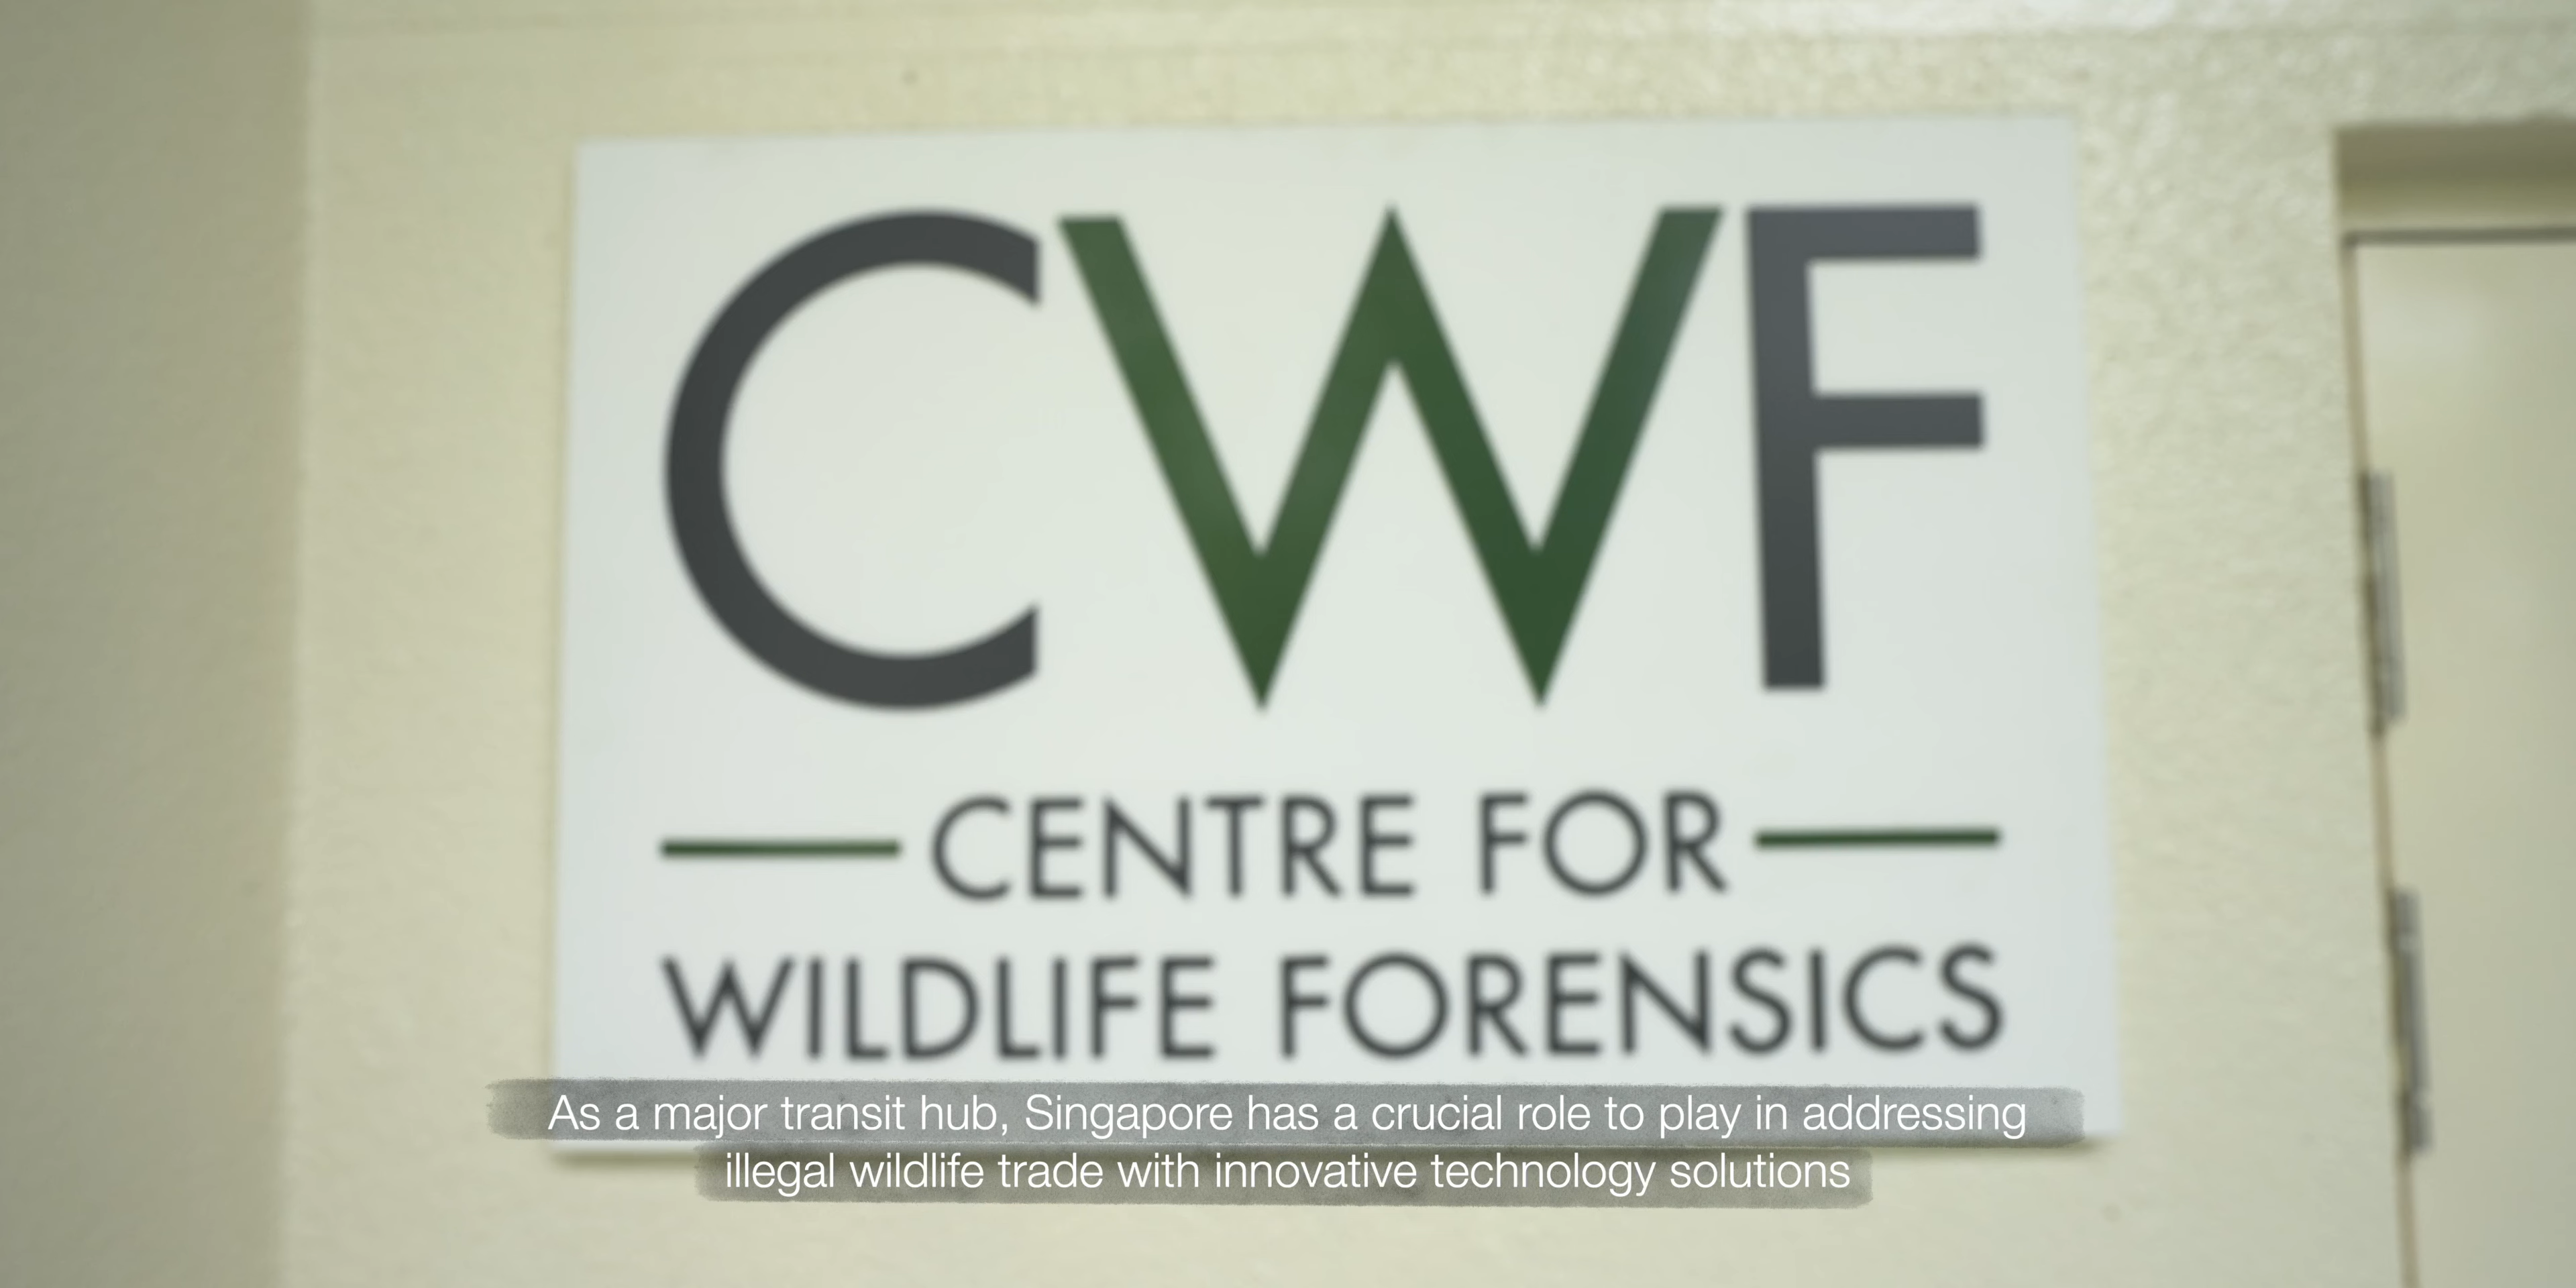 CWF
CENTRE FOR
WILDLIFE FORENSICS
As a major transit hub, Singapore has a crucial role to play in addressing
illegal wildlife trade with innovative technology solutions